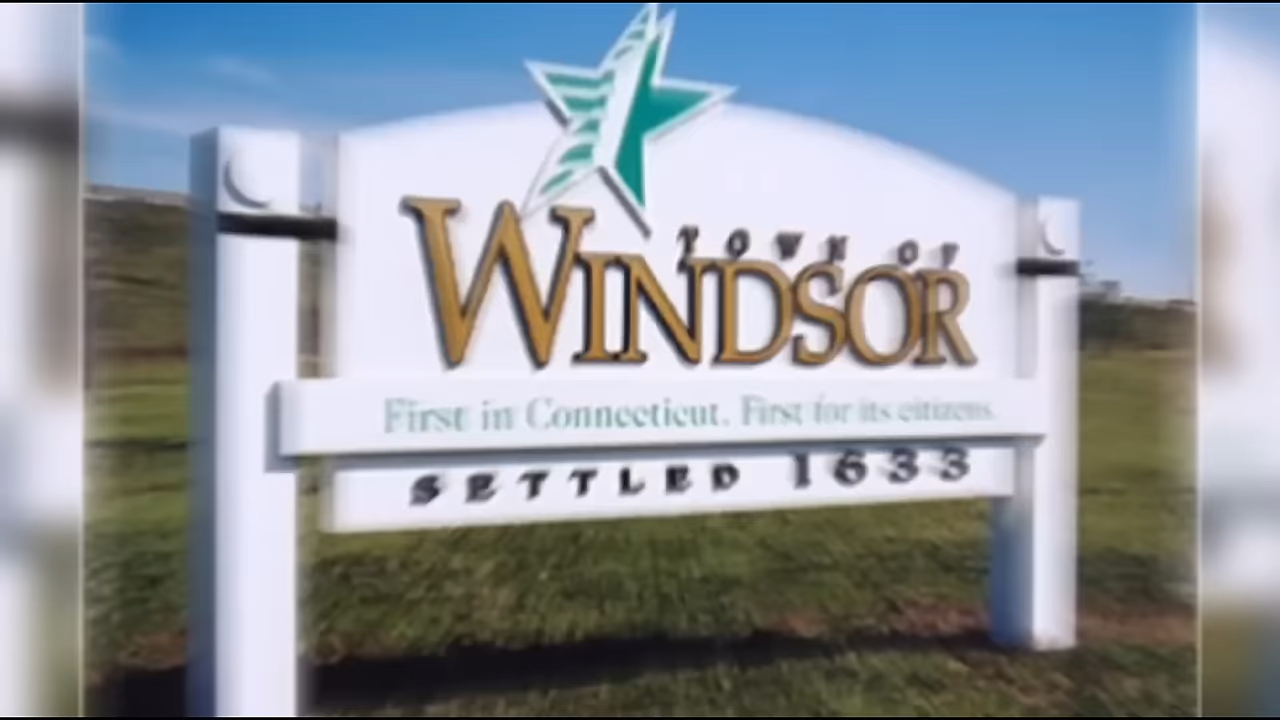 TOWN OF
WINDSOR
First in Connecticut. First for its citizens.
SETTLED 1633